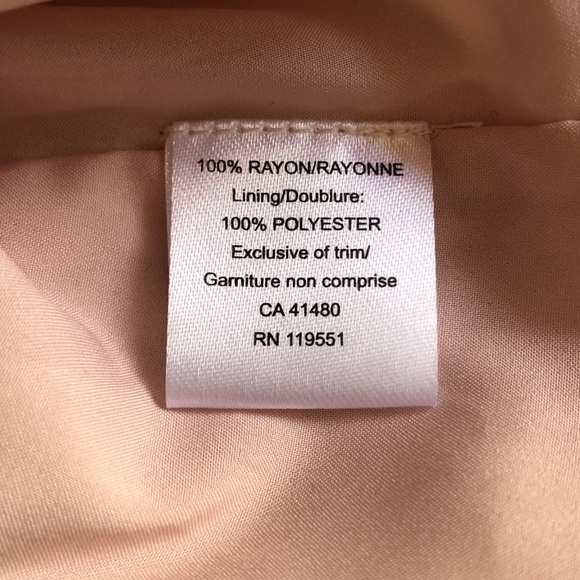 100% RAYON/RAYONNE
Lining/Doublure:
100% POLYESTER
Exclusive of trim/
Garniture non comprise
CA 41480
RN 119551